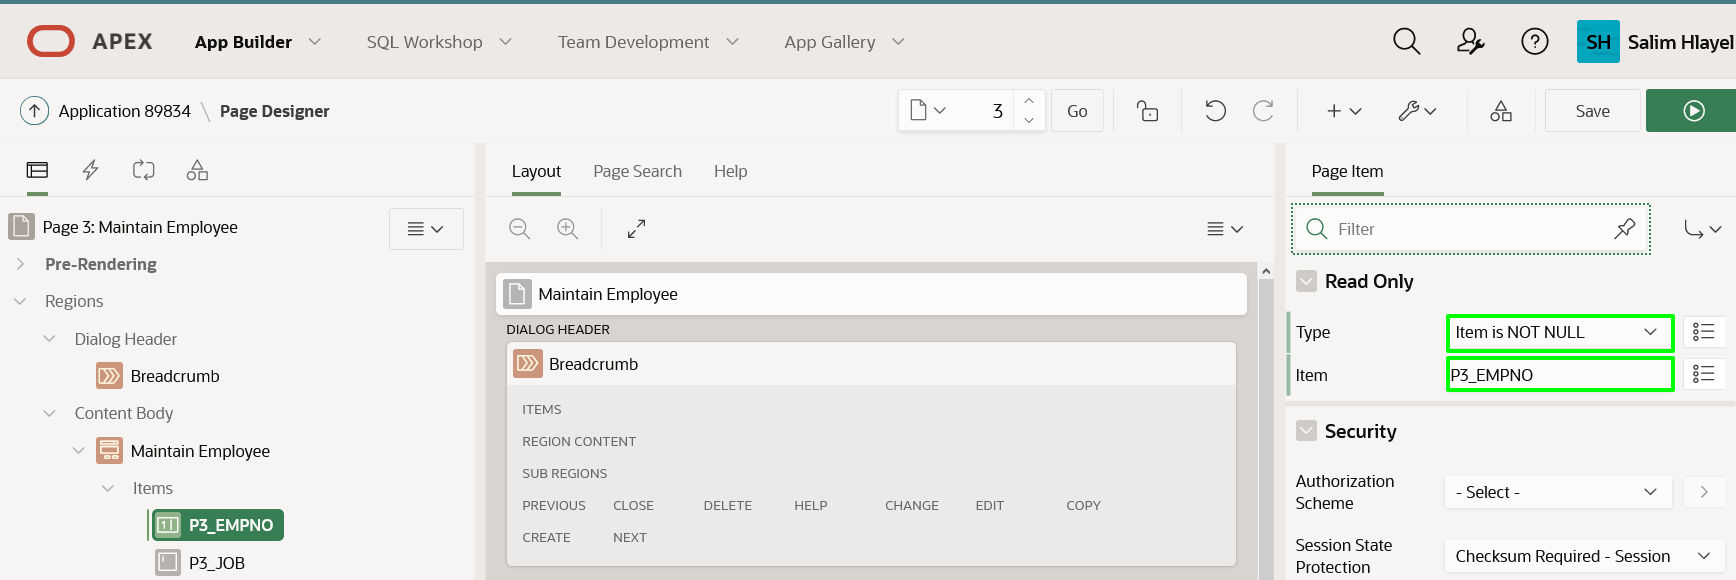 APEX App Builder SQL Workshop Team Development App Gallery SH Salim Hlayel
Application 89834 \ Page Designer 3 Go Save
Layout Page Search Help Page Item
Page 3: Maintain Employee
Filter
Pre-Rendering
Regions
Dialog Header
Breadcrumb
Content Body
Maintain Employee
Items
P3_EMPNO
P3_JOB
Maintain Employee
DIALOG HEADER
Breadcrumb
ITEMS
REGION CONTENT
SUB REGIONS
PREVIOUS CLOSE DELETE HELP CHANGE EDIT COPY
CREATE NEXT
Read Only
Type Item is NOT NULL
Item P3_EMPNO
Security
Authorization
Scheme
- Select -
Session State
Protection
Checksum Required - Session